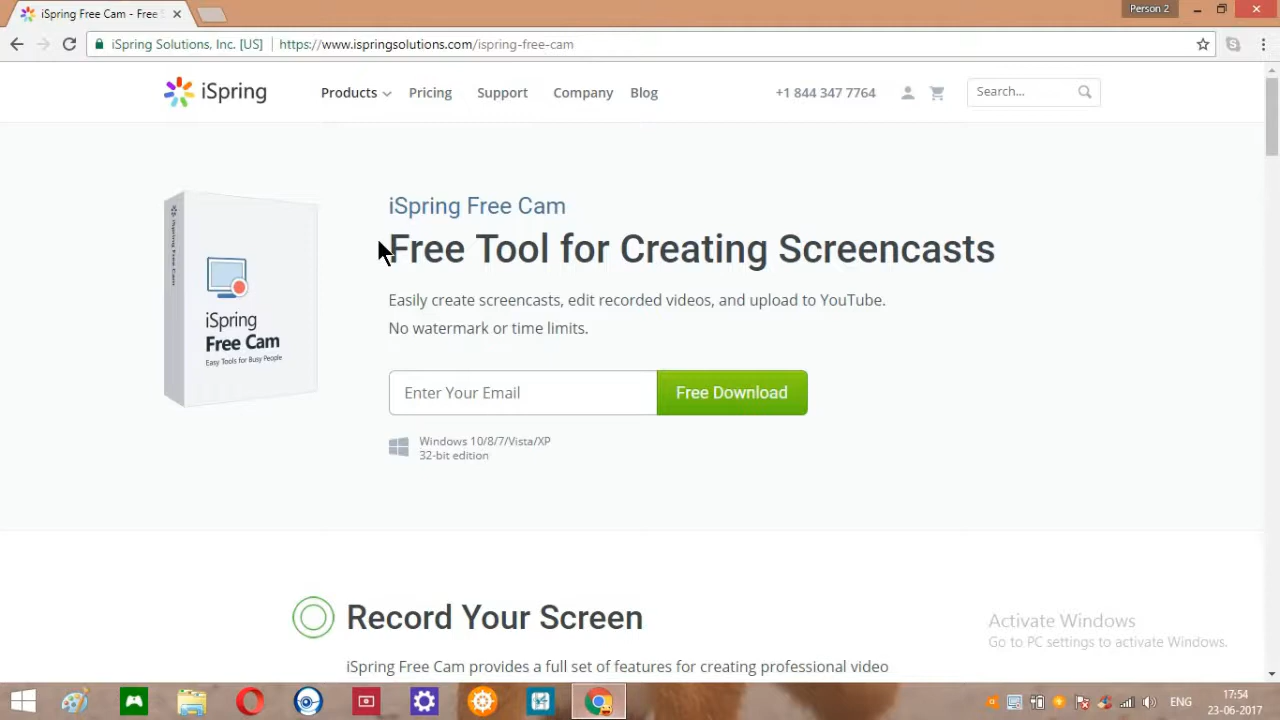 iSpring Free Cam - Free
Person 2
iSpring Solutions, Inc. [US]
https://www.ispringsolutions.com/ispring-free-cam
iSpring
Products
Pricing
Support
Company
Blog
+1 844 347 7764
Search...
iSpring Free Cam
iSpring
Free Cam
Easy Tools for Busy People
iSpring Free Cam
Free Tool for Creating Screencasts
Easily create screencasts, edit recorded videos, and upload to YouTube.
No watermark or time limits.
Enter Your Email
Free Download
Windows 10/8/7/Vista/XP
32-bit edition
Record Your Screen
iSpring Free Cam provides a full set of features for creating professional video
Activate Windows
Go to PC settings to activate Windows.
ENG
17:54
23-06-2017